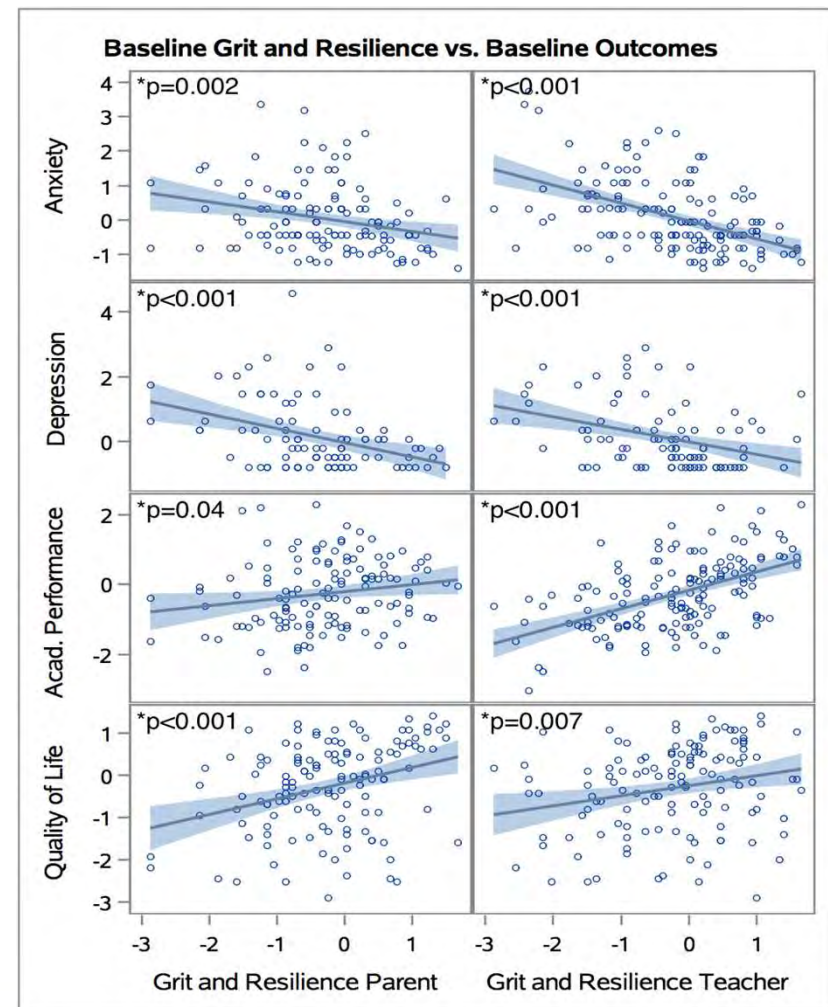 Baseline Grit and Resilience vs. Baseline Outcomes
Anxiety
4
3
2
1
0
-1
*p=0.002
*p<0.001
Depression
4
2
0
*p<0.001
*p<0.001
Acad. Performance
2
0
-2
*p=0.04
*p<0.001
Quality of Life
1
0
-1
-2
-3
*p<0.001
*p=0.007
-3 -2 -1 0 1
-3 -2 -1 0 1
Grit and Resilience Parent
Grit and Resilience Teacher